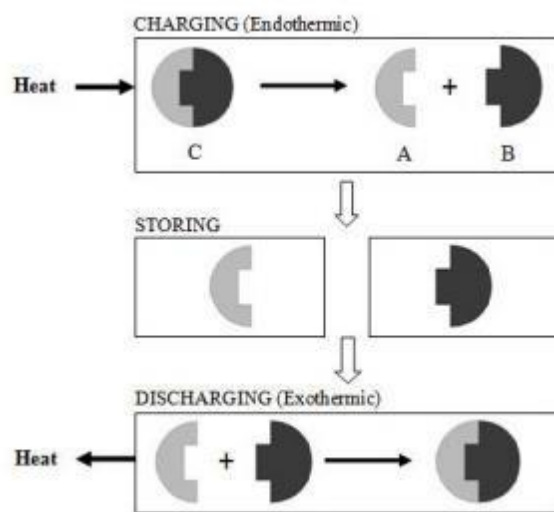 CHARGING (Endothermic)
Heat
+
C
A
B
STORING
DISCHARGING (Exothermic)
Heat
+